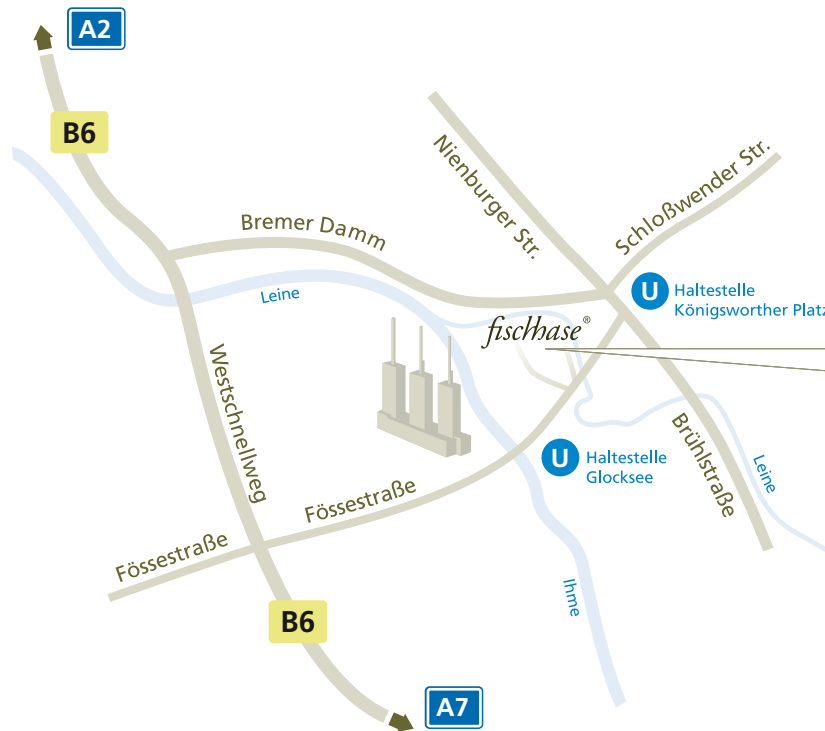 A2
B6
Nienburger Str.
Schloßwender Str.
Bremer Damm
Leine
Haltestelle
Königsworther Platz
U
fischhase®
Westschnellweg
Brühlstraße
U
Haltestelle
Glocksee
Leine
Fössestraße
Fössestraße
Ihme
B6
A7